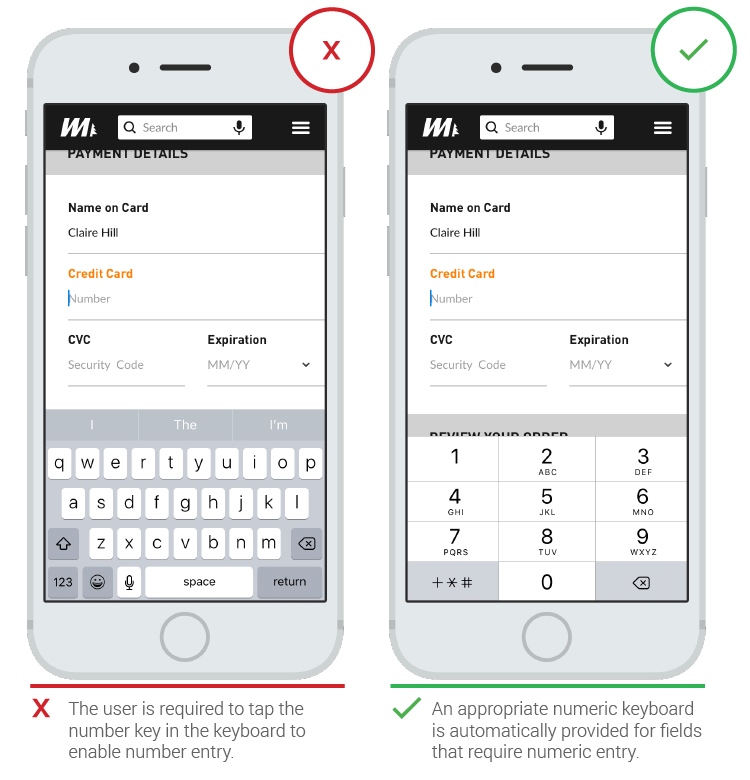 X
Search
PAYMENT DETAILS
Name on Card
Claire Hill
Credit Card
Number
CVC Expiration
Security Code MM/YY
I The I'm
q w e r t y u i o p
a s d f g h j k l
z x c v b n m
123 space return
X The user is required to tap the
number key in the keyboard to
enable number entry.
Search
PAYMENT DETAILS
Name on Card
Claire Hill
Credit Card
Number
CVC Expiration
Security Code MM/YY
REVIEW YOUR ORDER
1 2 3
ABC DEF
4 5 6
GHI JKL MNO
7 8 9
PQRS TUV WXYZ
+*# 0
An appropriate numeric keyboard
is automatically provided for fields
that require numeric entry.